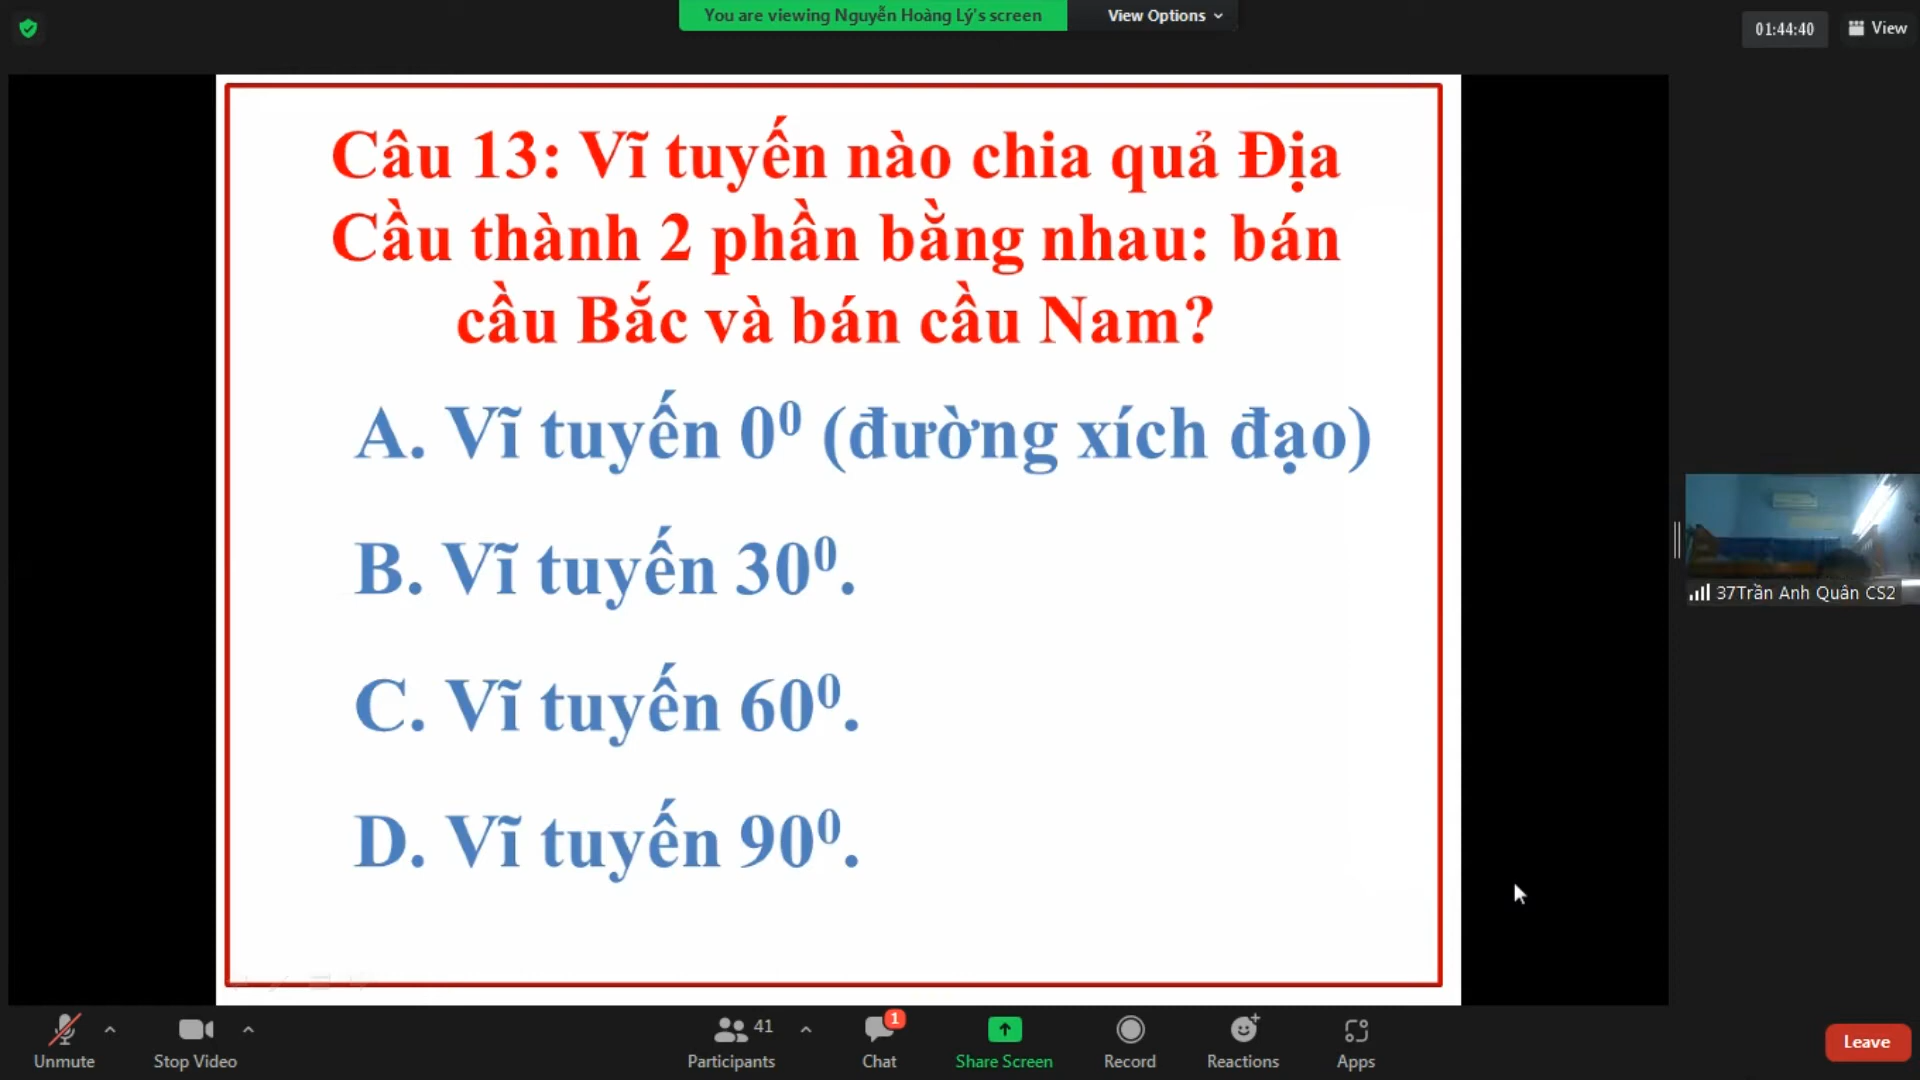 You are viewing Nguyễn Hoàng Lý's screen
View Options
01:44:40
View
Câu 13: Vĩ tuyến nào chia quả Địa
Cầu thành 2 phần bằng nhau: bán
cầu Bắc và bán cầu Nam?
A. Vĩ tuyến 0⁰ (đường xích đạo)
B. Vĩ tuyến 30⁰.
C. Vĩ tuyến 60⁰.
D. Vĩ tuyến 90⁰.
37Trần Anh Quân CS2
Unmute
Stop Video
41
Participants
1
Chat
Share Screen
Record
Reactions
Apps
Leave